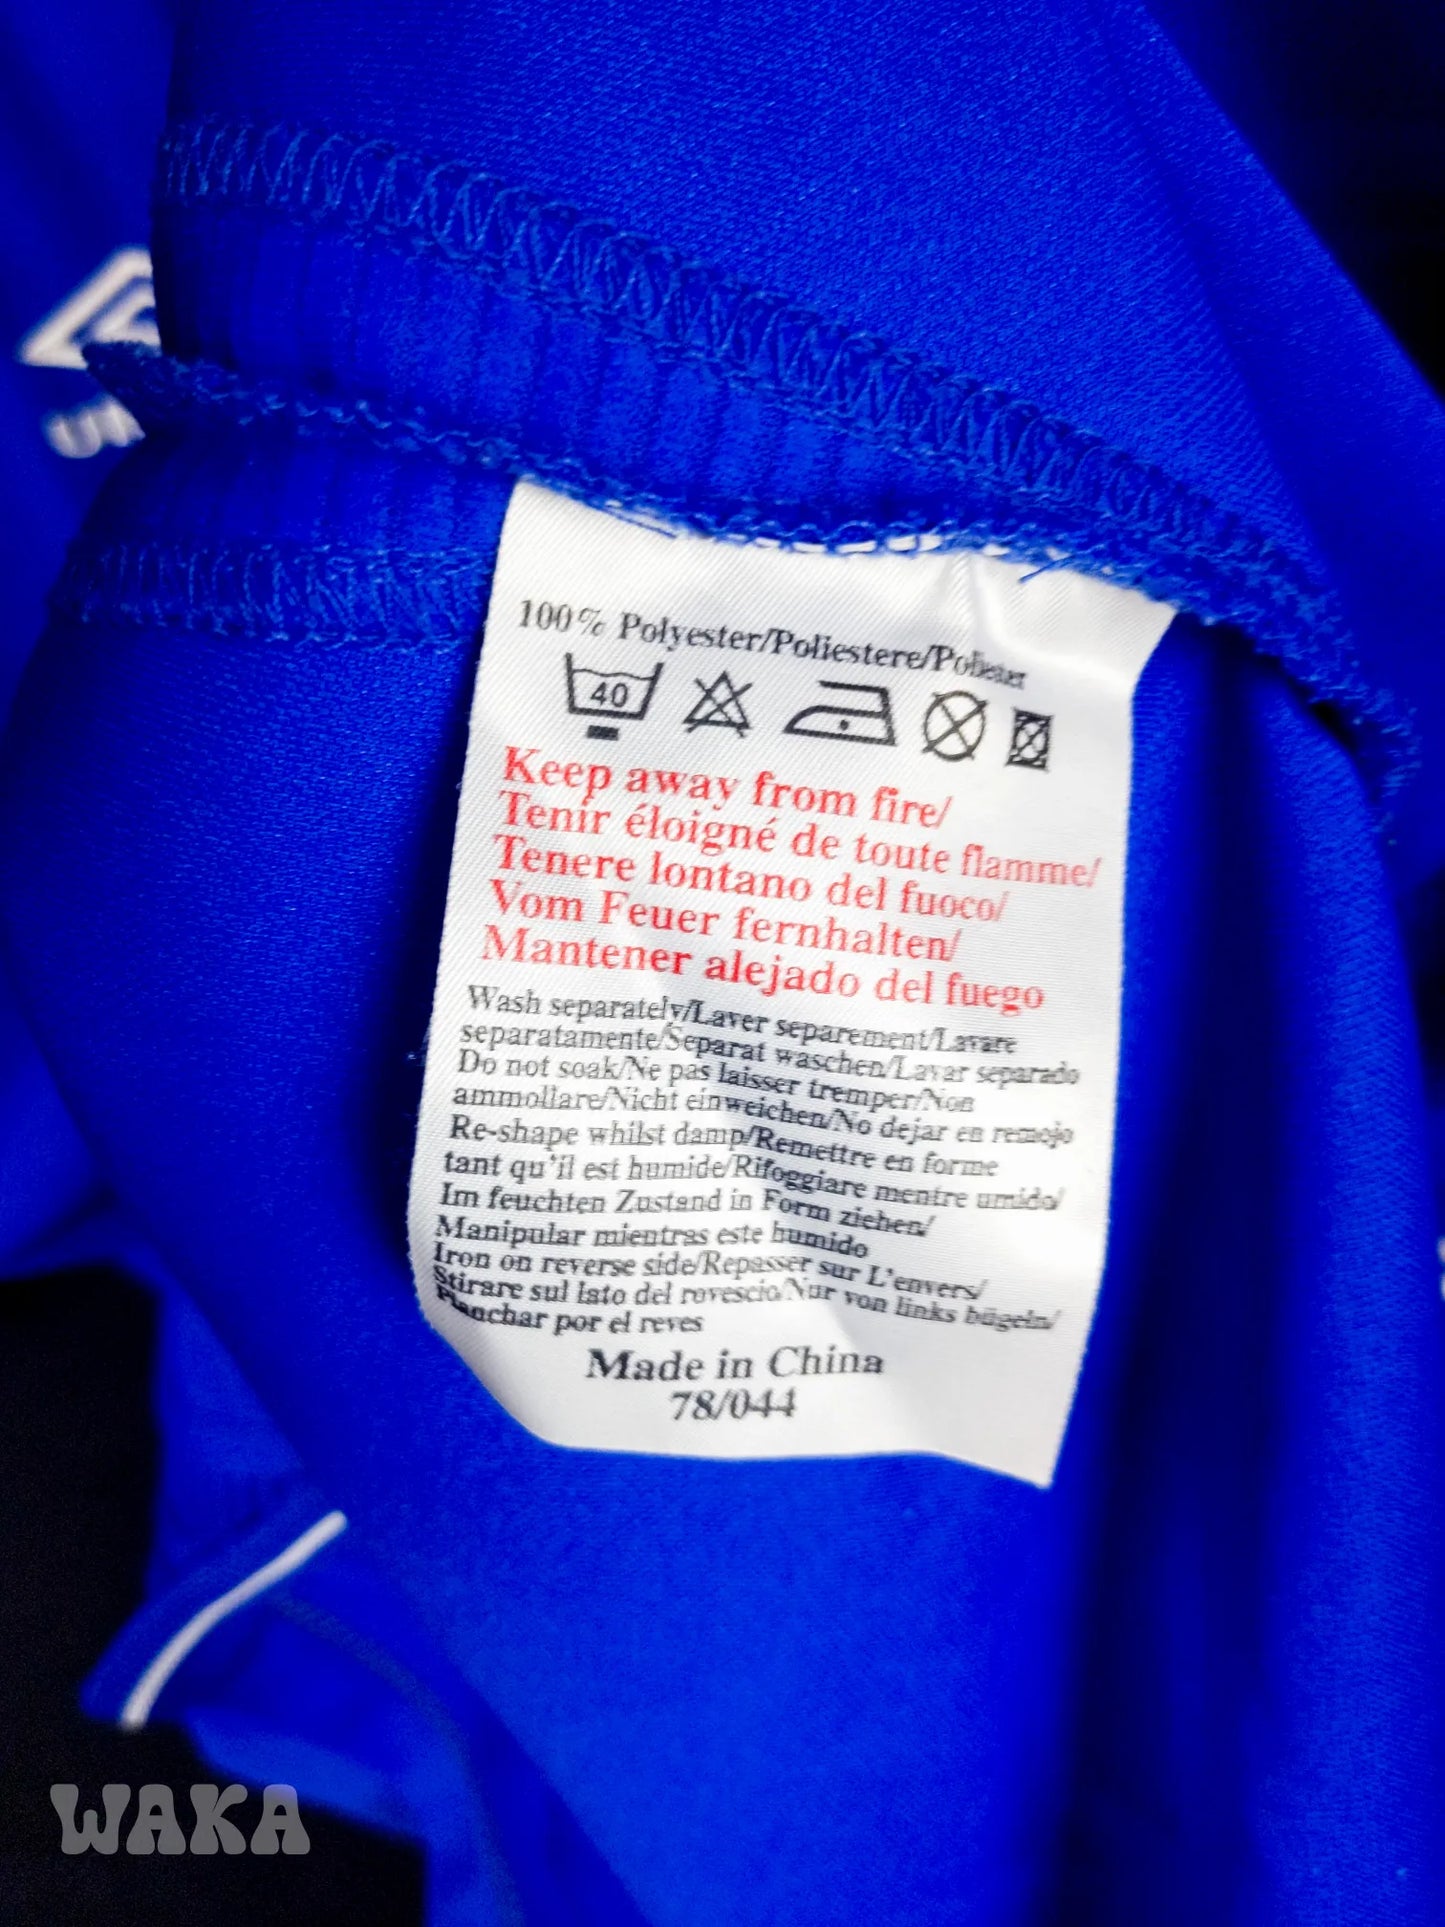 100% Polyester/Poliestere/Poliester
40
Keep away from fire/
Tenir éloigné de toute flamme/
Tenere lontano del fuoco/
Vom Feuer fernhalten/
Mantener alejado del fuego
Wash separately/Laver separement/Lavare
separatamente/Separat waschen/Lavar separado
Do not soak/Ne pas laisser tremper/Non
ammollare/Nicht einweichen/No dejar en remojo
Re-shape whilst damp/Remettre en forme
tant qu'il est humide/Rifoggiare mentre umido/
Im feuchten Zustand in Form ziehen/
Manipular mientras este humido
Iron on reverse side/Repasser sur L'envers/
Stirare sul lato del rovescio/Nur von links bügeln/
Planchar por el reves
Made in China
78/044
WAKA